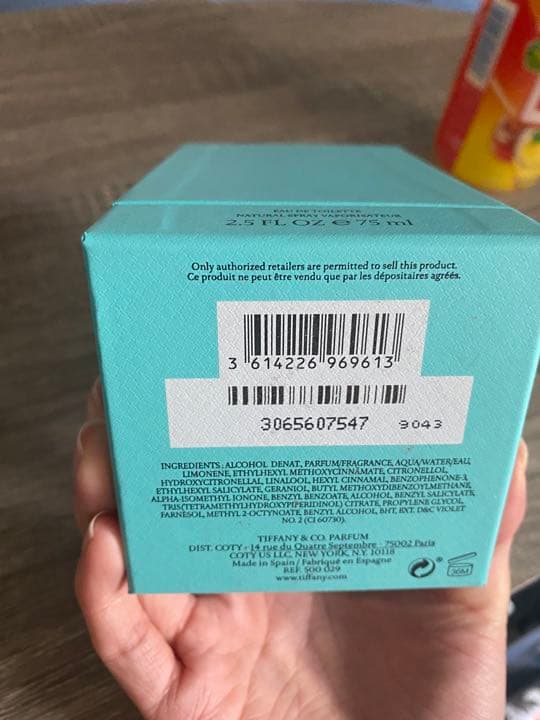 EAU DE TOILETTE
NATURAL SPRAY VAPORISATEUR
2.5 FL OZ e 75 ml
Only authorized retailers are permitted to sell this product.
Ce produit ne peut être vendu que par les dépositaires agréés.
3 614226 969613
3065607547 9043
INGREDIENTS: ALCOHOL DENAT., PARFUM/FRAGRANCE, AQUA/WATER/EAU,
LIMONENE, ETHYLHEXYL METHOXYCINNAMATE, CITRONELLOL,
HYDROXYCITRONELLAL, LINALOOL, HEXYL CINNAMAL, BENZOPHENONE-3,
ETHYLHEXYL SALICYLATE, GERANIOL, BUTYL METHOXYDIBENZOYLMETHANE,
ALPHA-ISOMETHYL IONONE, BENZYL BENZOATE, ALCOHOL, BENZYL SALICYLATE,
TRIS(TETRAMETHYLHYDROXYPIPERIDINOL) CITRATE, PROPYLENE GLYCOL,
FARNESOL, METHYL 2-OCTYNOATE, BENZYL ALCOHOL, BHT, EXT. D&C VIOLET
NO. 2 (CI 60730).
TIFFANY & CO. PARFUM
DIST. COTY - 14 rue du Quatre Septembre - 75002 Paris
COTY US LLC, NEW YORK, N.Y. 10118
Made in Spain / Fabriqué en Espagne
REF. 500 029
www.tiffany.com
30M